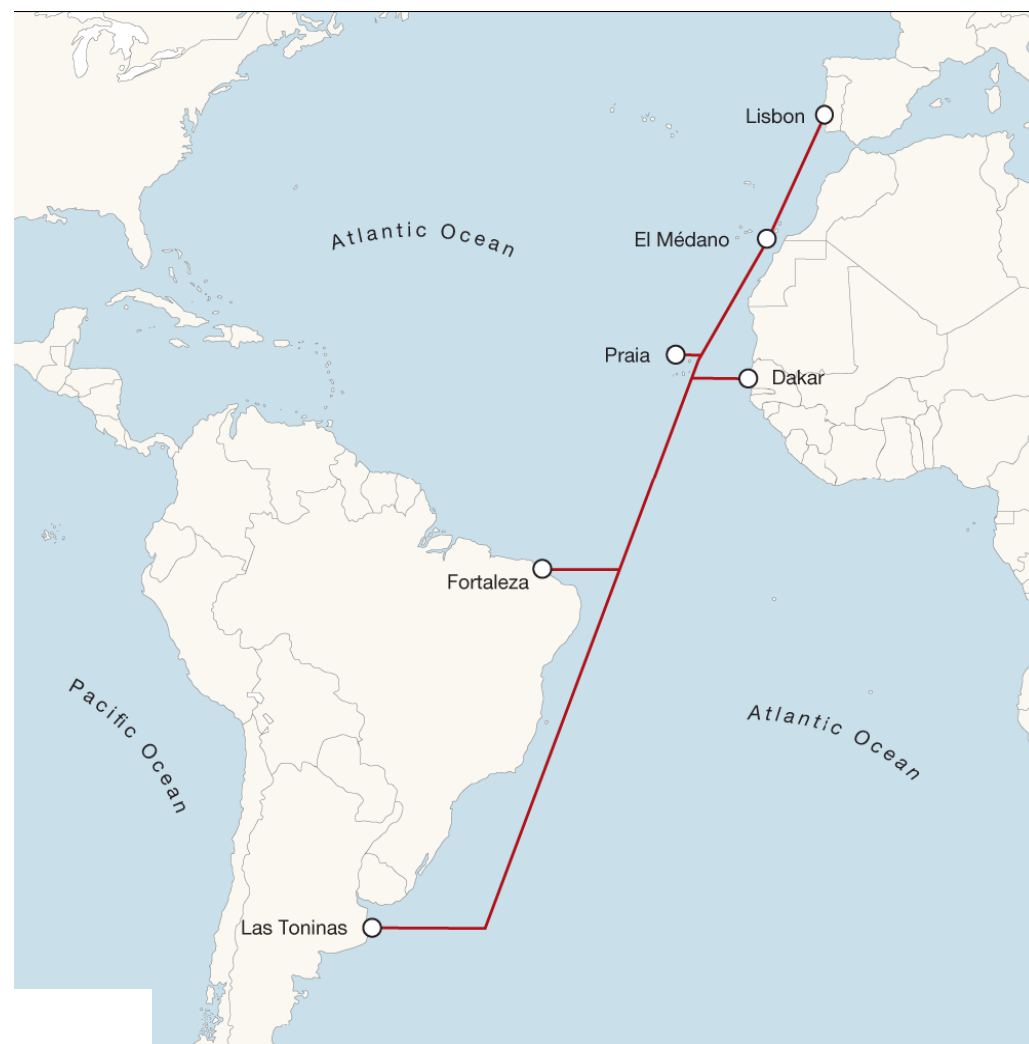 Lisbon
Atlantic Ocean
El Médano
Praia
Dakar
Fortaleza
Pacific Ocean
Atlantic Ocean
Las Toninas